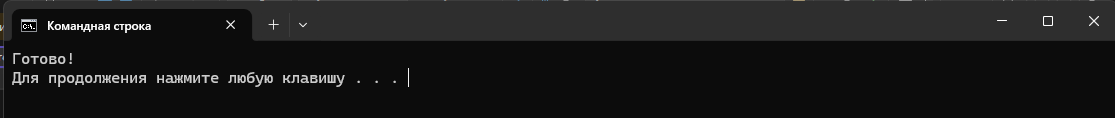 Командная строка
Готово!
Для продолжения нажмите любую клавишу . . .